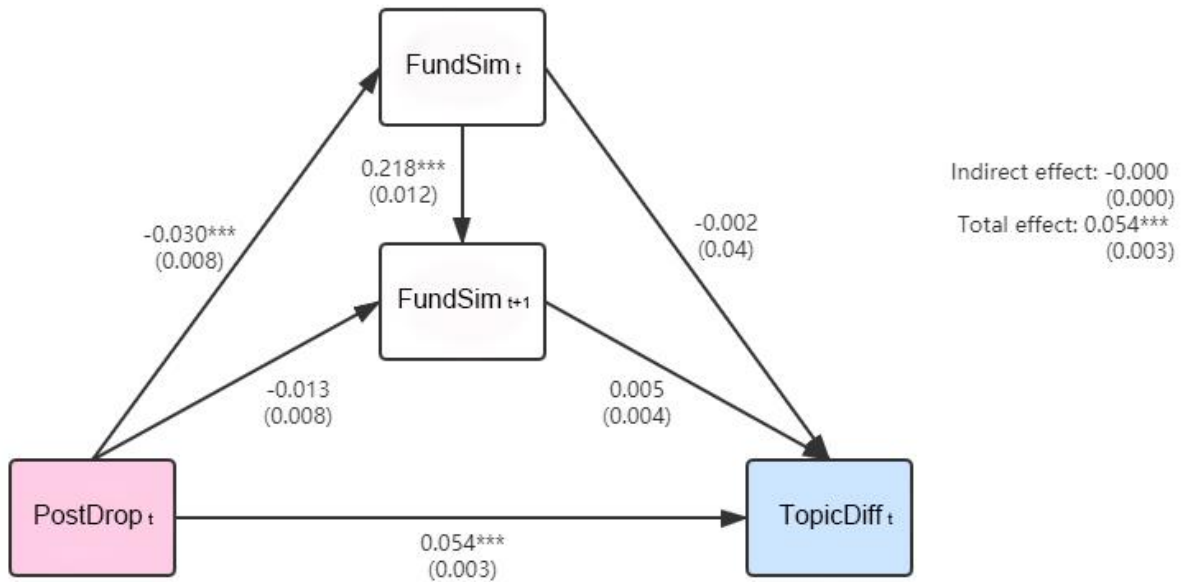 FundSim t
0.218***
(0.012)
Indirect effect: -0.000
(0.000)
Total effect: 0.054***
(0.003)
-0.030***
(0.008)
-0.002
(0.04)
FundSim t+1
-0.013
(0.008)
0.005
(0.004)
PostDrop t
TopicDiff t
0.054***
(0.003)